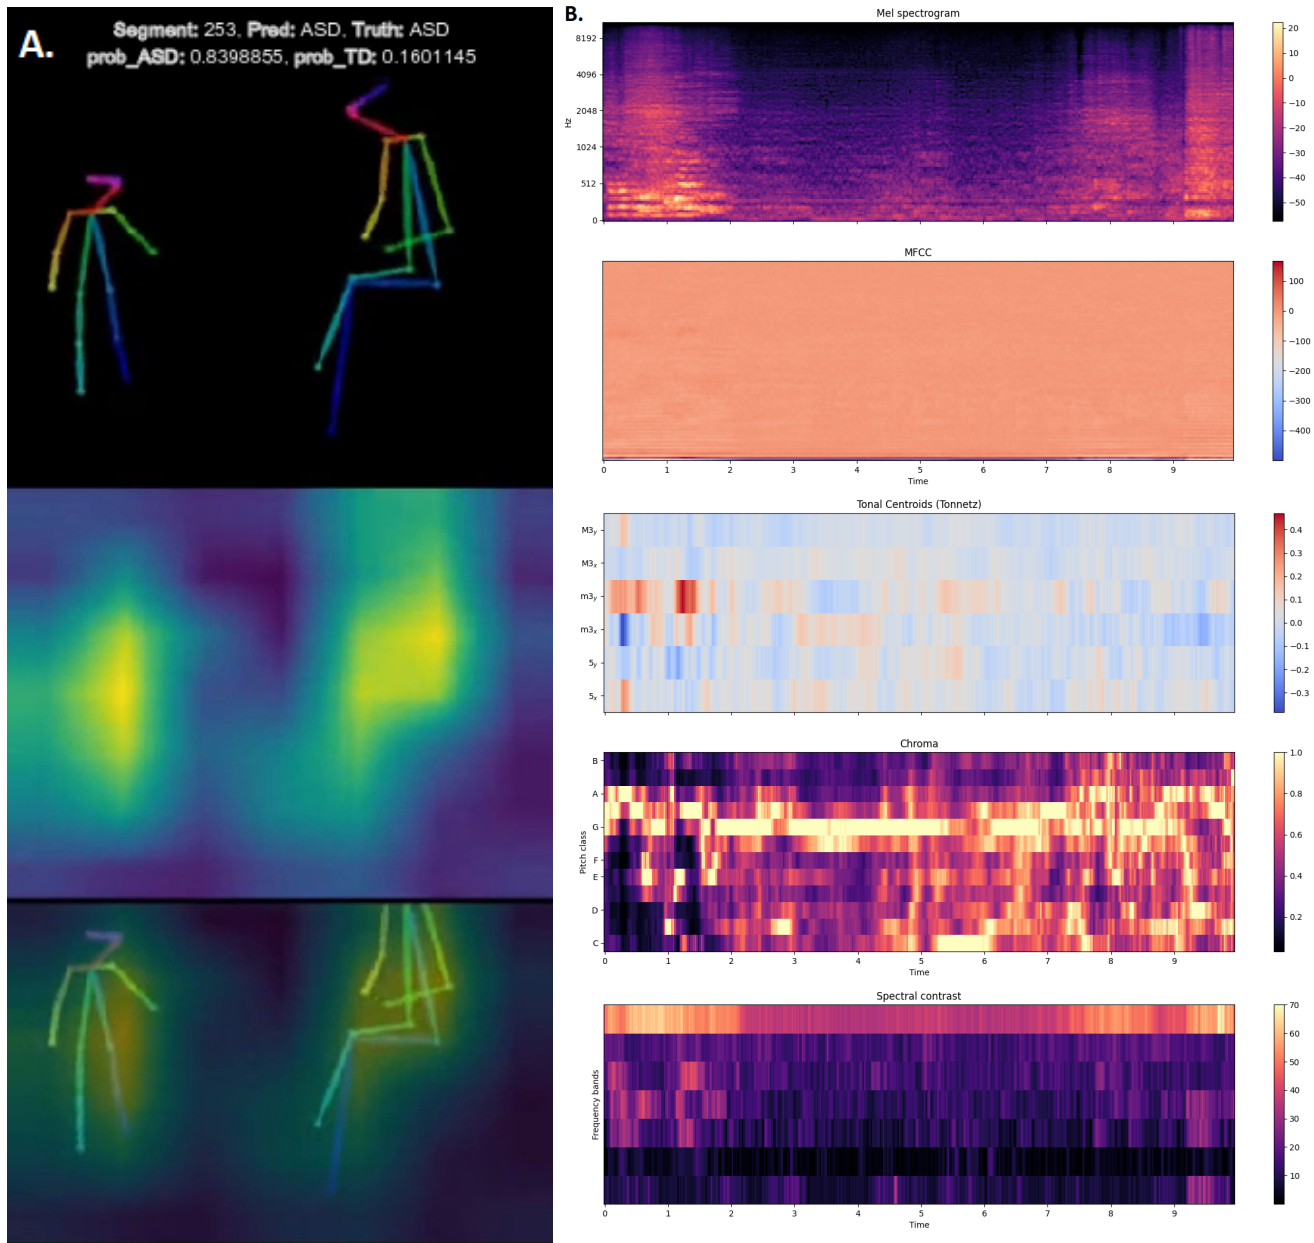 A.
Segment: 253, Pred: ASD, Truth: ASD
prob_ASD: 0.8398855, prob_TD: 0.1601145
B.
Mel spectrogram
8192
4096
2048
1024
512
0
Hz
20
10
0
−10
−20
−30
−40
−50
MFCC
0 1 2 3 4 5 6 7 8 9
Time
100
0
−100
−200
−300
−400
Tonal Centroids (Tonnetz)
M3y
M3x
m3y
m3x
5y
5x
0.4
0.3
0.2
0.1
0.0
−0.1
−0.2
−0.3
Chroma
B
A
G
F
E
D
C
Pitch class
0 1 2 3 4 5 6 7 8 9
Time
1.0
0.8
0.6
0.4
0.2
Spectral contrast
Frequency bands
0 1 2 3 4 5 6 7 8 9
Time
70
60
50
40
30
20
10